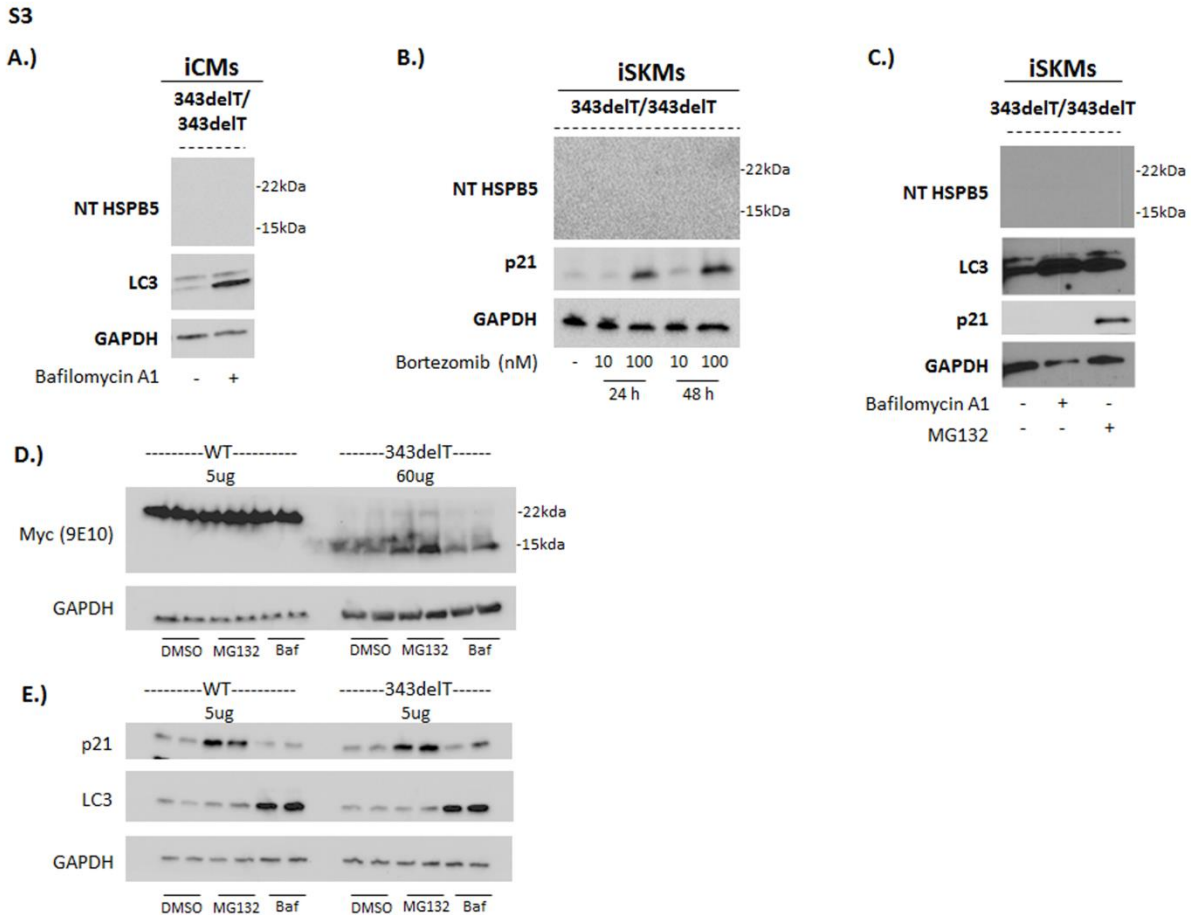 S3
A.)
iCMs
343delT/
343delT
----------
NT HSPB5
-22kDa
-15kDa
LC3
GAPDH
Bafilomycin A1 - +
B.)
iSKMs
343delT/343delT
--------------------
NT HSPB5
-22kDa
-15kDa
p21
GAPDH
Bortezomib (nM) - 10 100 10 100
24 h 48 h
C.)
iSKMs
343delT/343delT
--------------
NT HSPB5
-22kDa
-15kDa
LC3
p21
GAPDH
Bafilomycin A1 - + -
MG132 - - +
D.)
---------WT---------- -------343delT------
5ug 60ug
Myc (9E10)
-22kda
-15kda
GAPDH
DMSO MG132 Baf DMSO MG132 Baf
E.)
---------WT---------- -------343delT------
5ug 5ug
p21
LC3
GAPDH
DMSO MG132 Baf DMSO MG132 Baf